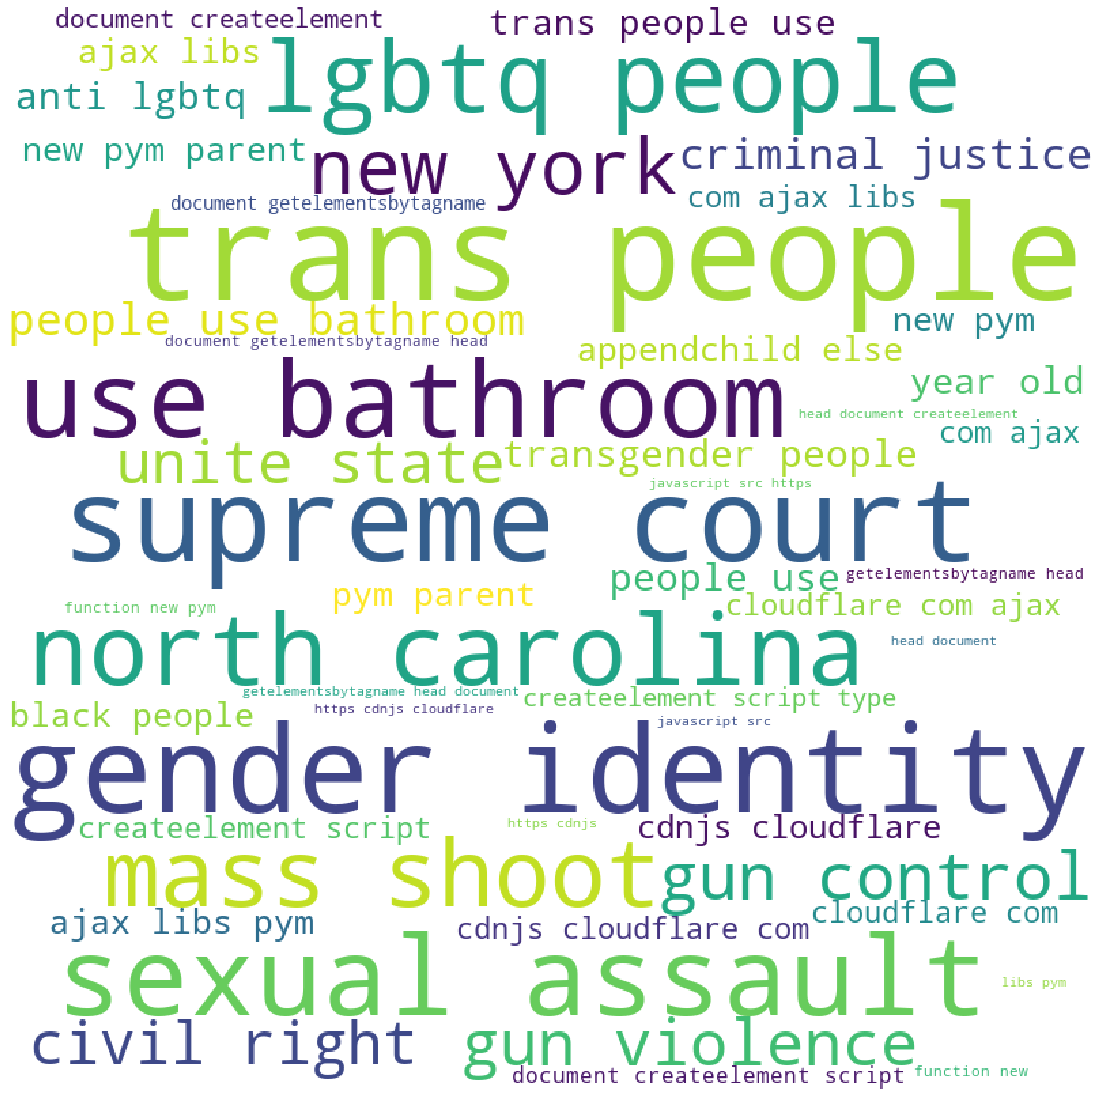 document createelement
trans people use
ajax libs
lgbtq people
anti lgbtq
new pym parent
new york
criminal justice
document getelementsbytagname
com ajax libs
trans people
people use bathroom
new pym
document getelementsbytagname head
appendchild else
use bathroom
year old
head document createelement
com ajax
unite state
transgender people
javascript src https
supreme court
people use
getelementsbytagname head
pym parent
cloudflare com ajax
function new pym
north carolina
head document
getelementsbytagname head document
createelement script type
black people
https cdnjs cloudflare
javascript src
gender identity
createelement script
https cdnjs
cdnjs cloudflare
mass shoot
gun control
ajax libs pym
cdnjs cloudflare com
cloudflare com
sexual assault
libs pym
civil right
gun violence
document createelement script
function new